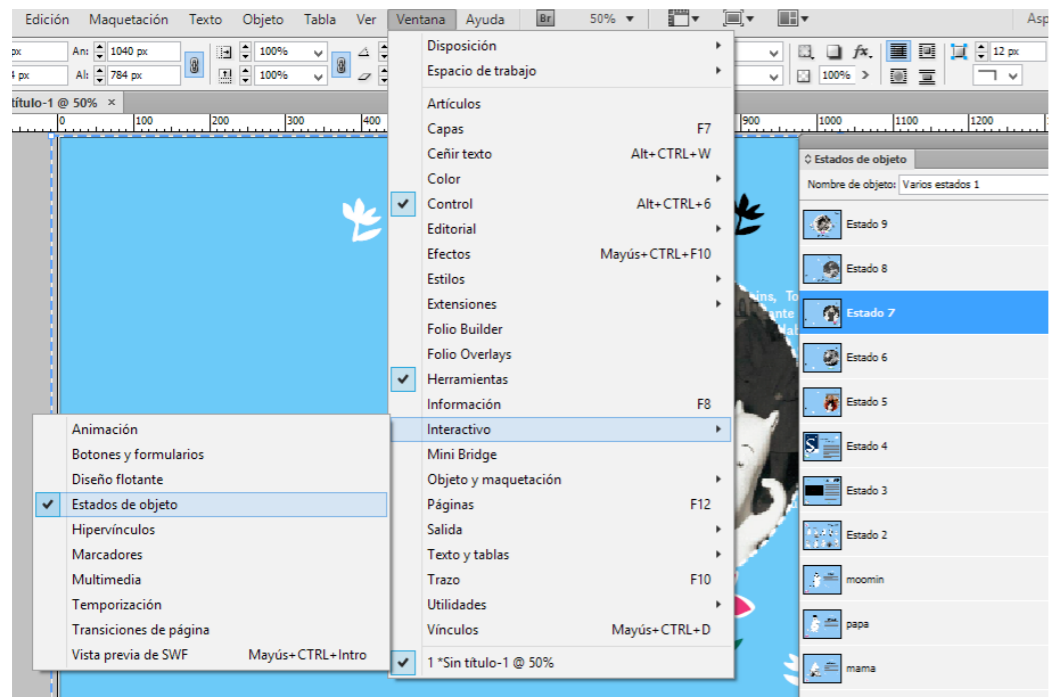 Edición Maquetación Texto Objeto Tabla Ver Ventana Ayuda Br 50% Asp
px An: 1040 px 100% fx. 12 px
px Al: 784 px 100% 100%
título-1 @ 50% ×
0 100 200 300 400 900 1000 1100 1200
Disposición
Espacio de trabajo
Artículos
Capas F7
Ceñir texto Alt+CTRL+W
Color
Control Alt+CTRL+6
Editorial
Efectos Mayús+CTRL+F10
Estilos
Extensiones
Folio Builder
Folio Overlays
Herramientas
Información F8
Interactivo
Mini Bridge
Objeto y maquetación
Páginas F12
Salida
Texto y tablas
Trazo F10
Utilidades
Vínculos Mayús+CTRL+D
1 *Sin título-1 @ 50%
Animación
Botones y formularios
Diseño flotante
Estados de objeto
Hipervínculos
Marcadores
Multimedia
Temporización
Transiciones de página
Vista previa de SWF Mayús+CTRL+Intro
Estados de objeto
Nombre de objeto: Varios estados 1
Estado 9
Estado 8
Estado 7
Estado 6
Estado 5
Estado 4
Estado 3
Estado 2
moomin
papa
mama